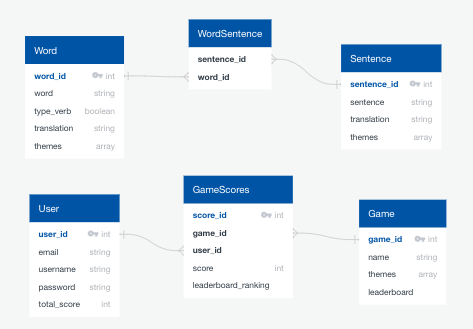 Word
word_id int
word string
type_verb boolean
translation string
themes array
WordSentence
sentence_id
word_id
Sentence
sentence_id int
sentence string
translation string
themes array
User
user_id int
email string
username string
password string
total_score int
GameScores
score_id int
game_id
user_id
score int
leaderboard_ranking
Game
game_id int
name string
themes array
leaderboard